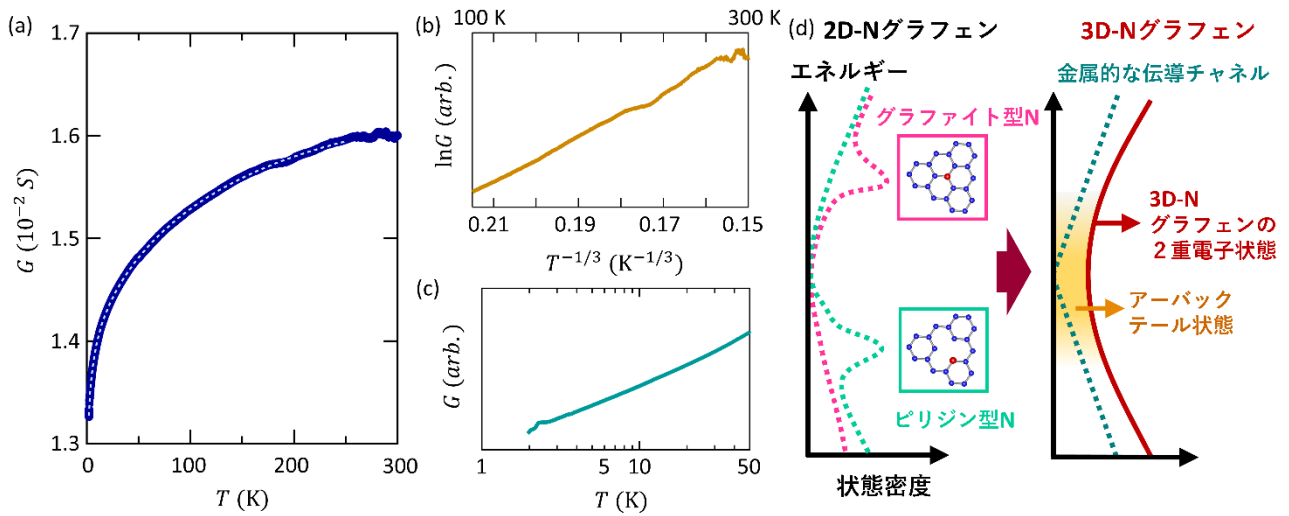 (a)
1.7
1.6
1.5
1.4
1.3
G (10⁻² S)
0
100
200
300
T (K)
(b)
100 K
300 K
lnG (arb.)
0.21
0.19
0.17
0.15
T⁻¹/³ (K⁻¹/³)
(c)
G (arb.)
1
5
10
50
T (K)
(d)
2D-Nグラフェン
エネルギー
グラファイト型N
ピリジン型N
状態密度
3D-Nグラフェン
金属的な伝導チャネル
3D-N
グラフェンの
２重電子状態
アーバック
テール状態